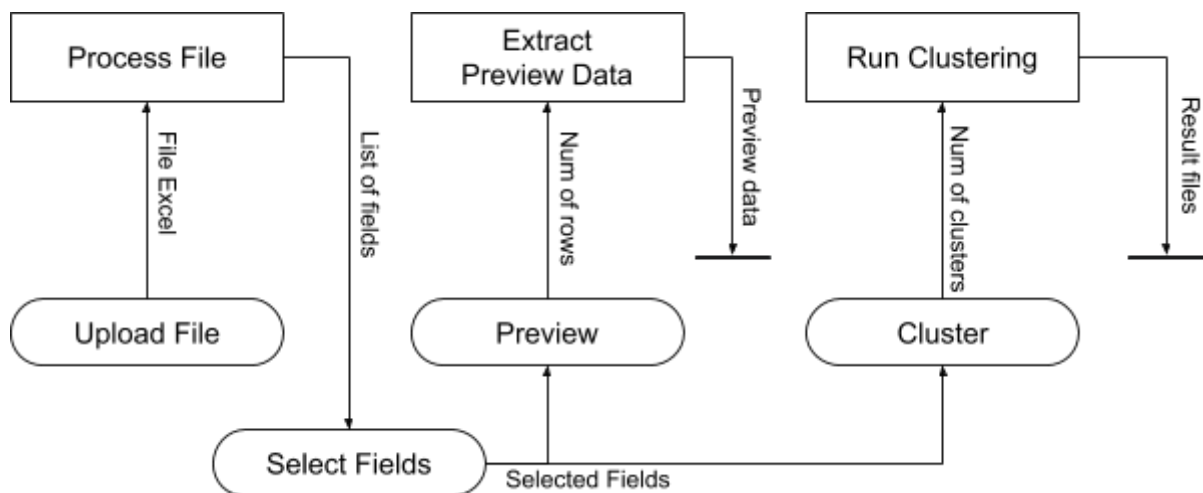 Process File
Extract
Preview Data
Run Clustering
File Excel
List of fields
Num of rows
Preview data
Num of clusters
Result files
Upload File
Preview
Cluster
Select Fields
Selected Fields